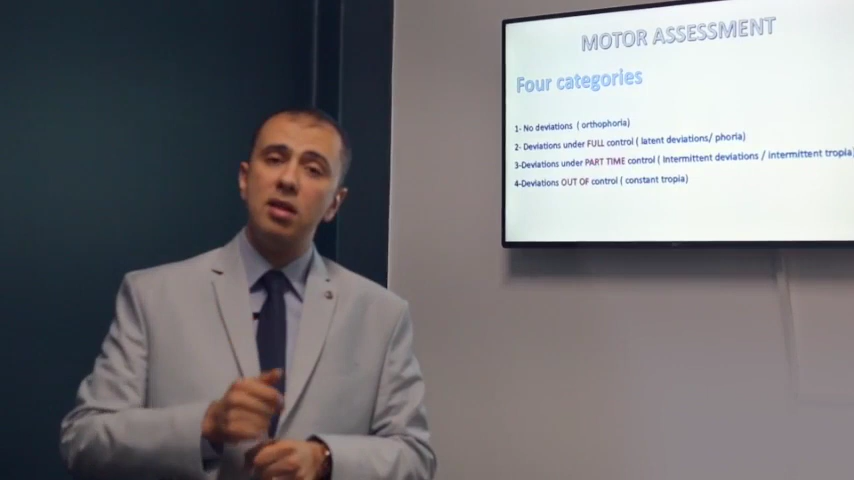 MOTOR ASSESSMENT
Four categories
1- No deviations ( orthophoria)
2- Deviations under FULL control ( latent deviations/ phoria)
3-Deviations under PART TIME control ( Intermittent deviations / intermittent tropia)
4-Deviations OUT OF control ( constant tropia)